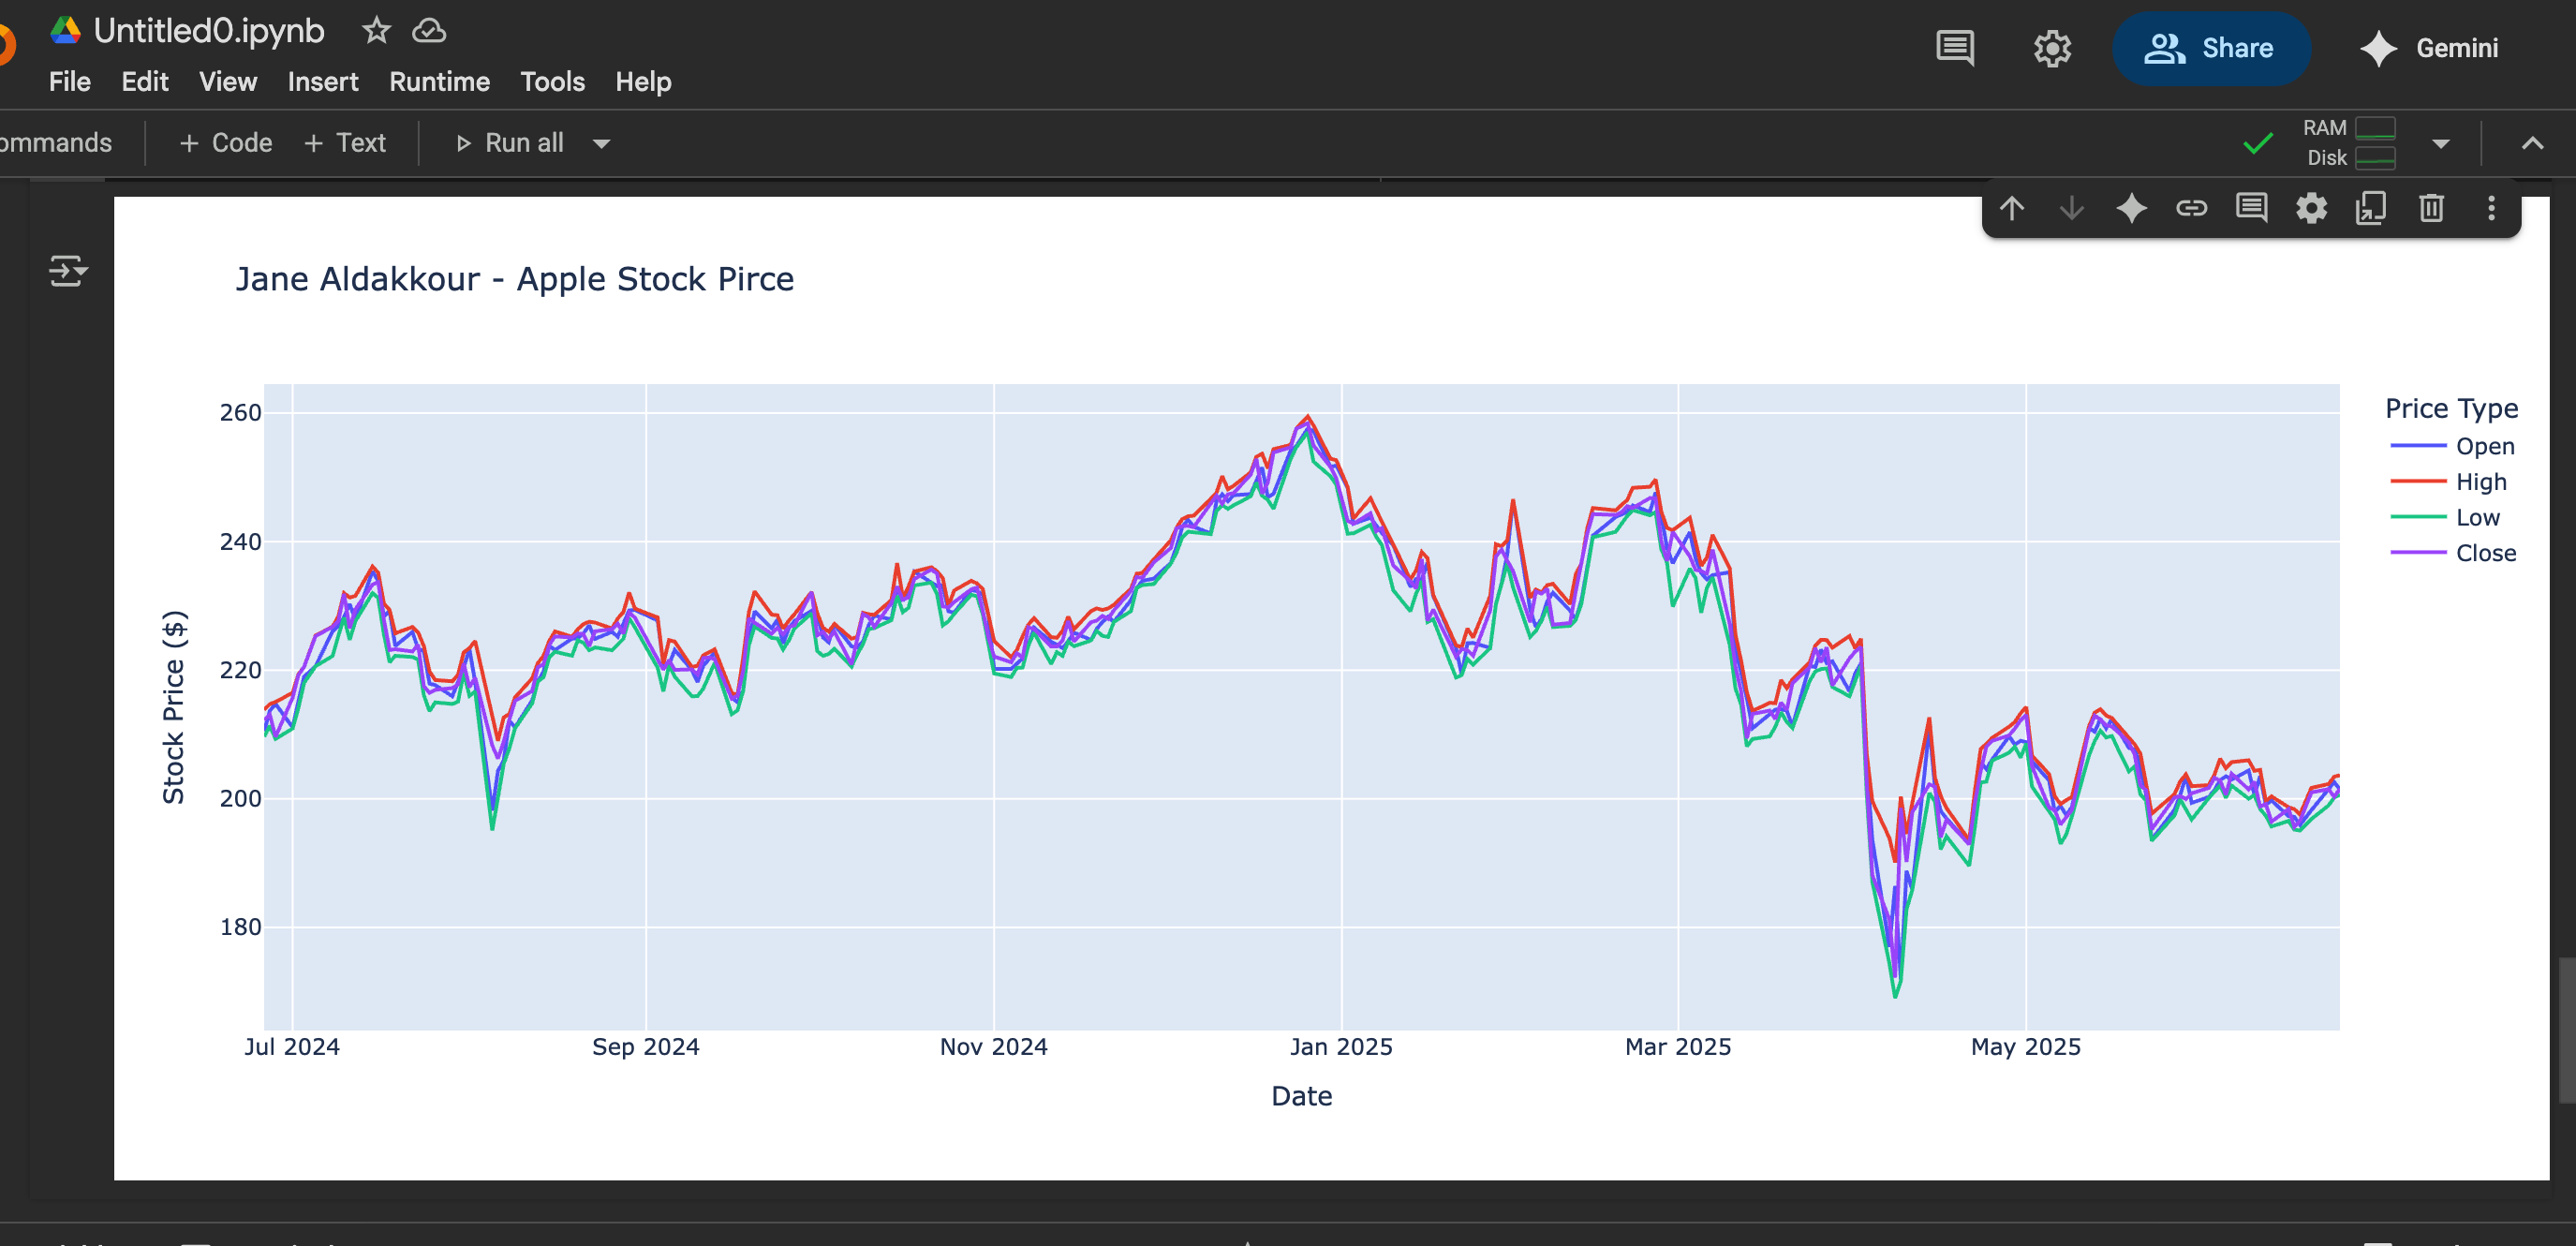 Untitled0.ipynb
File Edit View Insert Runtime Tools Help
Share
Gemini
ommands
+ Code + Text
Run all
RAM
Disk
Jane Aldakkour - Apple Stock Pirce
Stock Price ($)
260
240
220
200
180
Jul 2024 Sep 2024 Nov 2024 Jan 2025 Mar 2025 May 2025
Date
Price Type
Open
High
Low
Close